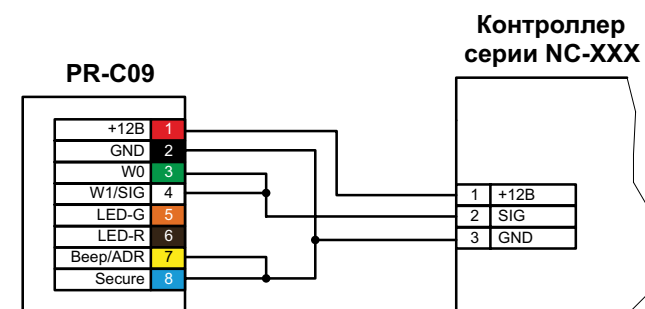 Контроллер
серии NC-XXX
PR-C09
+12В 1
GND 2
W0 3
W1/SIG 4
LED-G 5
LED-R 6
Beep/ADR 7
Secure 8
1 +12В
2 SIG
3 GND